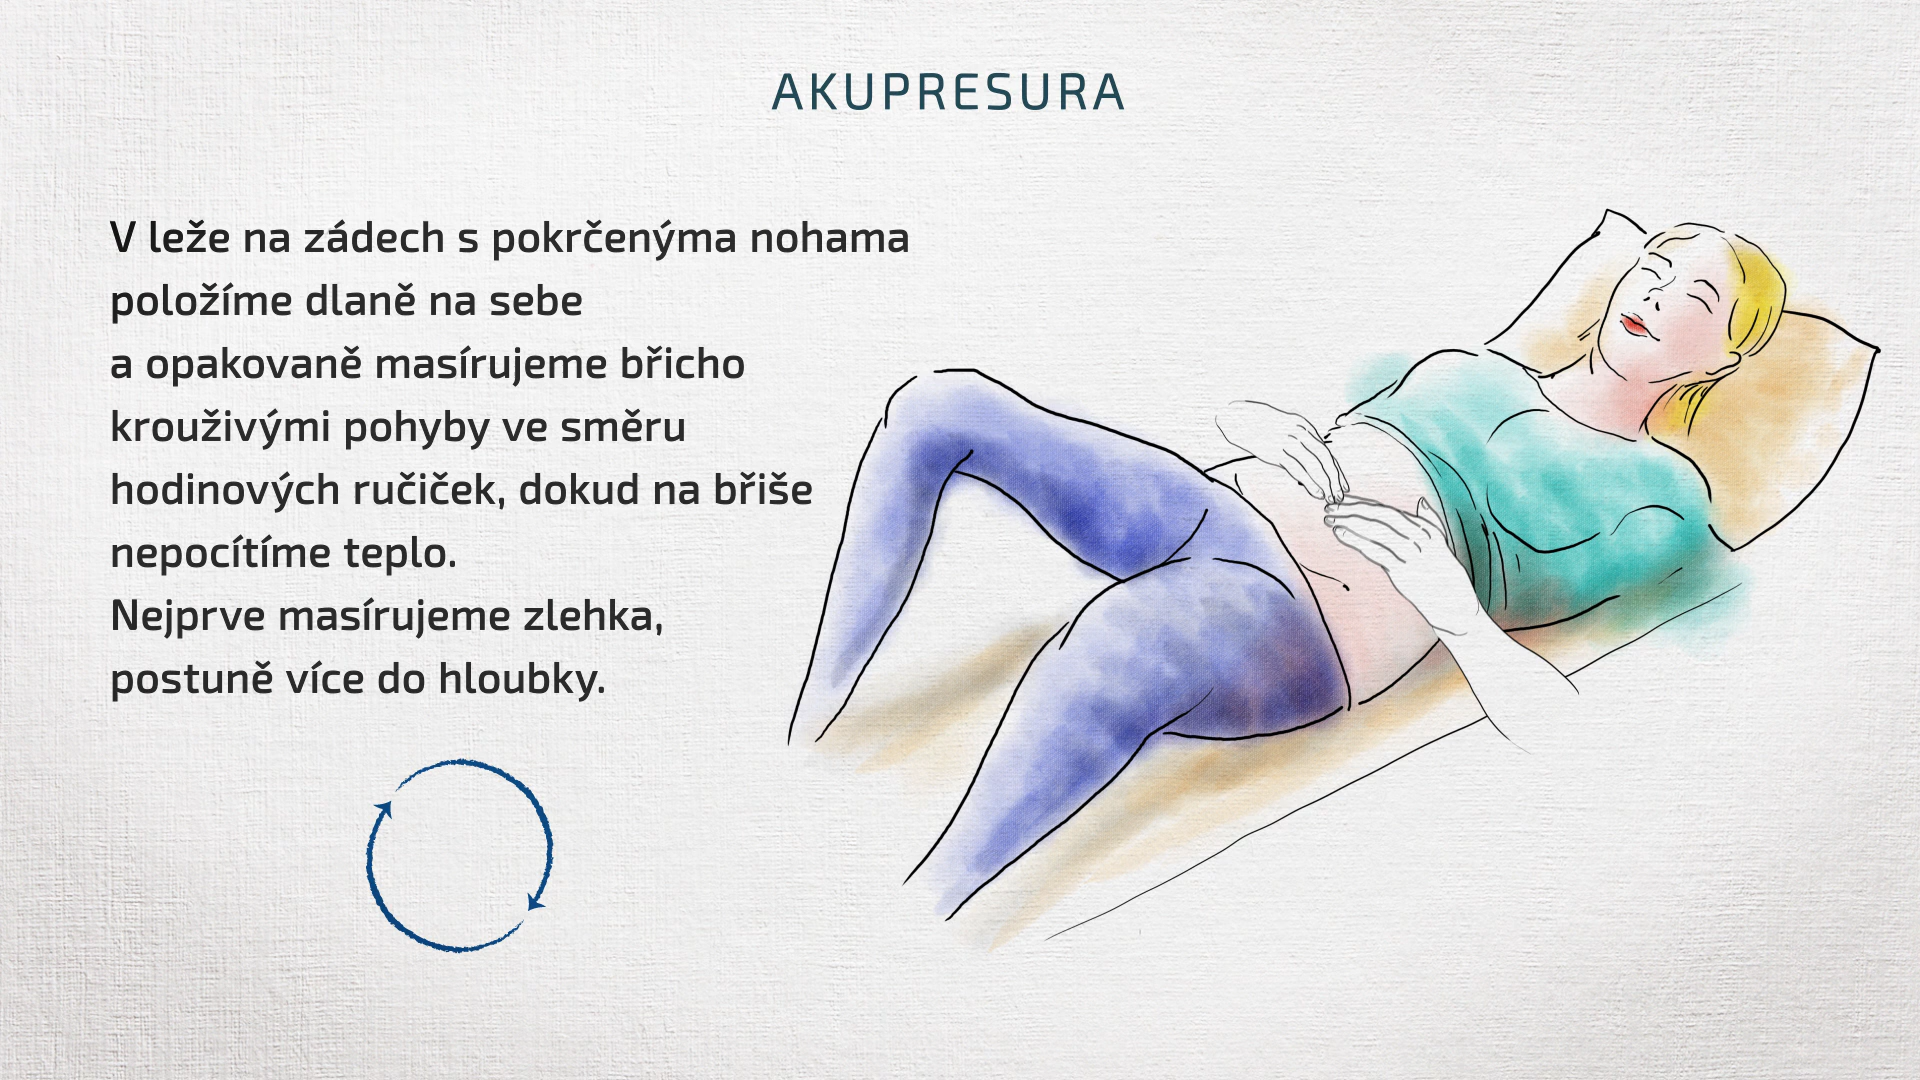 AKUPRESURA
V leže na zádech s pokrčenýma nohama
položíme dlaně na sebe
a opakovaně masírujeme břicho
krouživými pohyby ve směru
hodinových ručiček, dokud na břiše
nepocítíme teplo.
Nejprve masírujeme zlehka,
postuně více do hloubky.